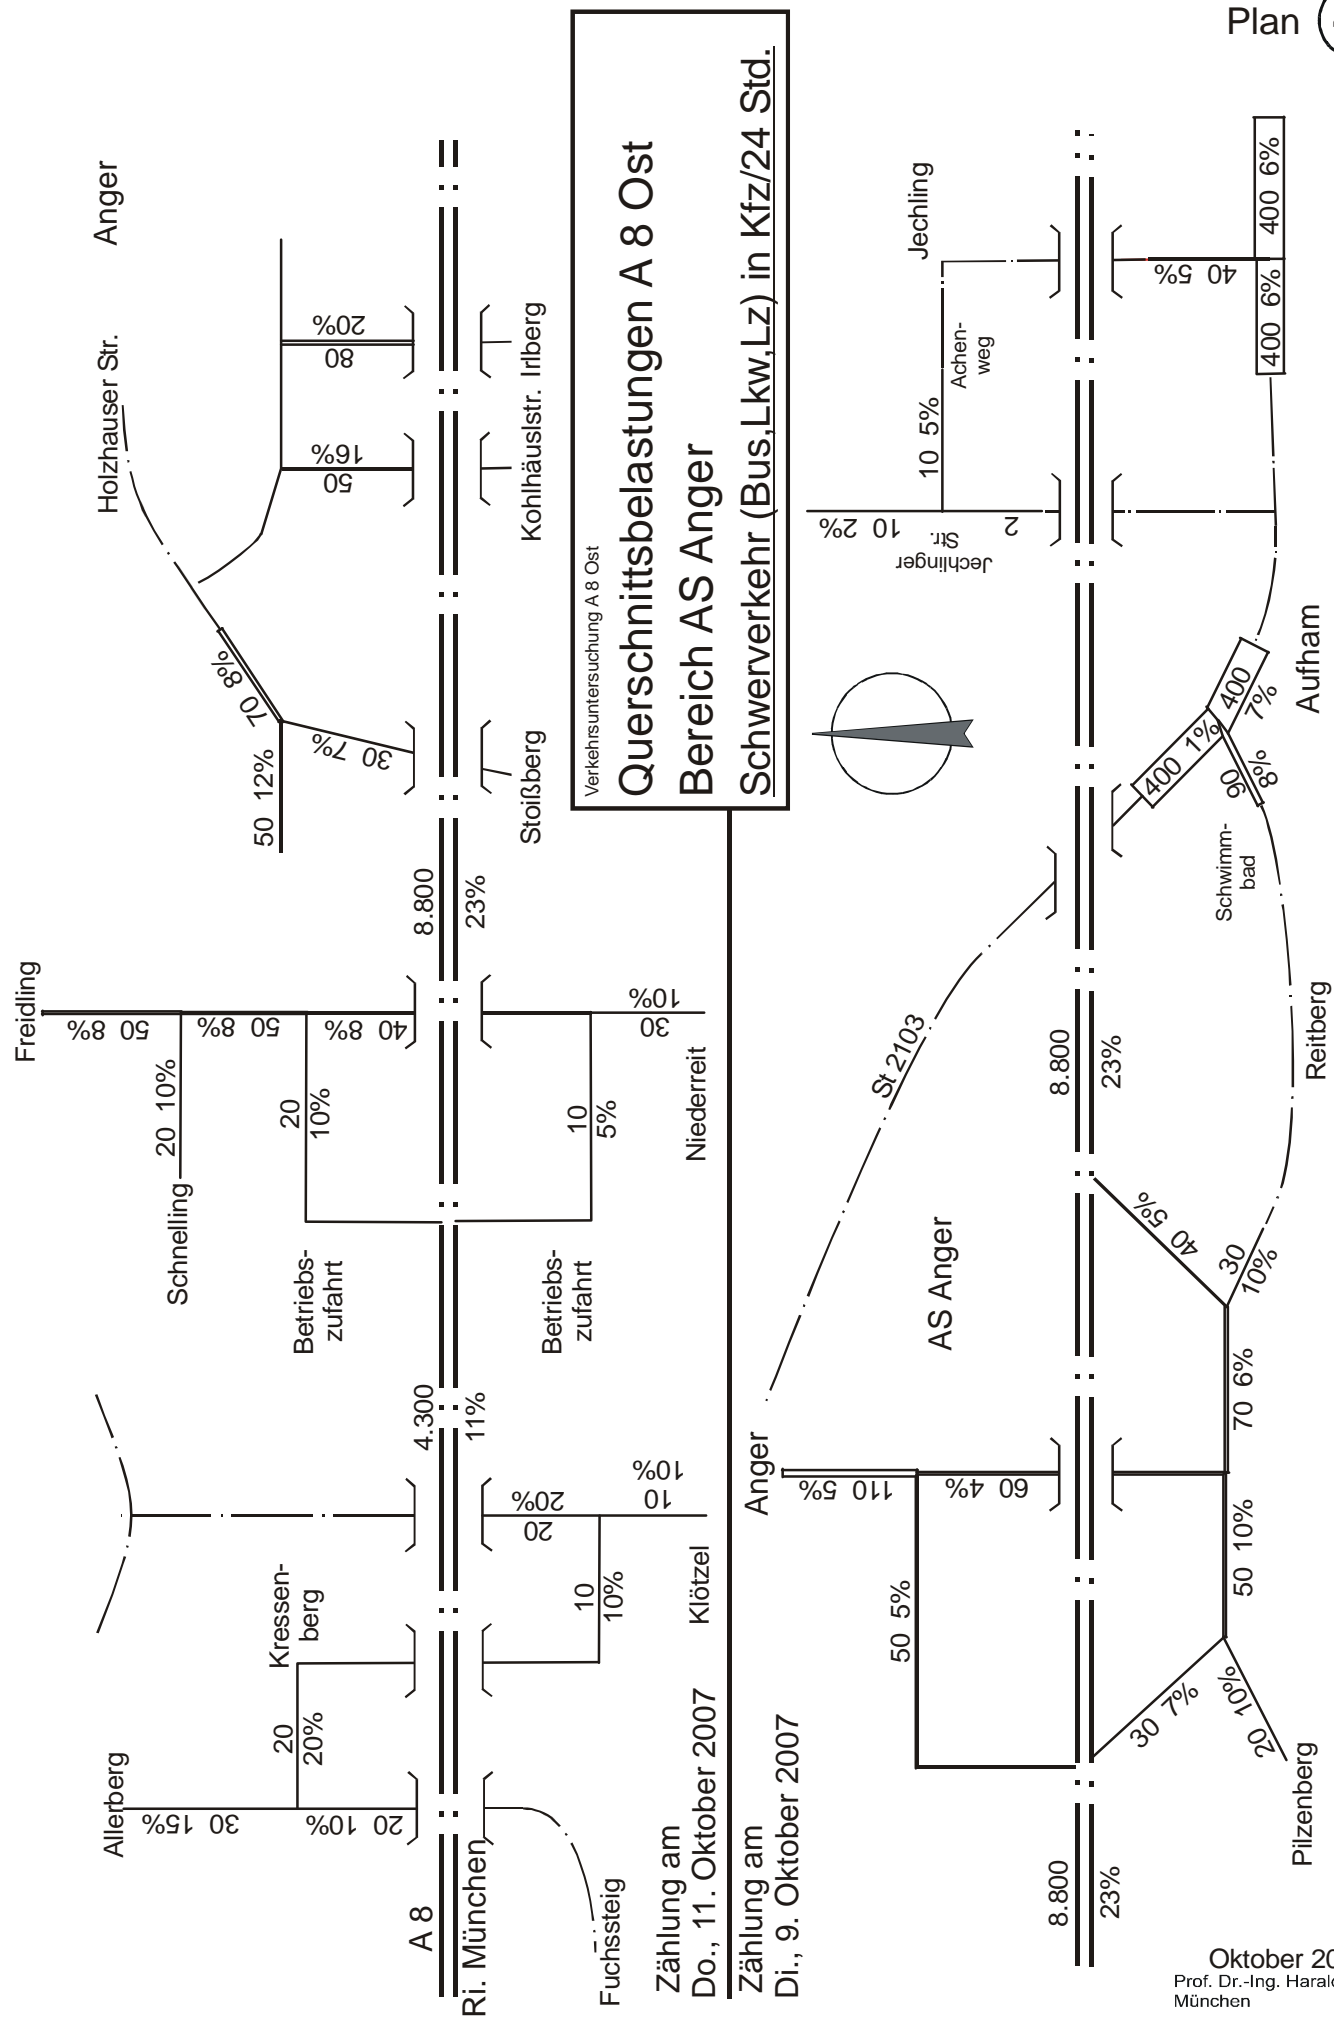 Plan
Verkehrsuntersuchung A 8 Ost
Querschnittsbelastungen A 8 Ost
Bereich AS Anger
Schwerverkehr (Bus,Lkw,Lz) in Kfz/24 Std.
A 8
Ri. München
Allerberg
30 15%
20 10%
20
20%
Kressen-
berg
Fuchssteig
20
20%
10
10%
10
10%
Klötzel
4.300
11%
Freidling
50 8%
50 8%
40 8%
20 10%
Schnelling
20
10%
Betriebs-
zufahrt
10
5%
Betriebs-
zufahrt
30
10%
Niederreit
8.800
23%
50 12%
70 8%
30 7%
Stoißberg
Holzhauser Str.
Anger
50
16%
80
20%
Kohlhäuslstr.
Irlberg
Zählung am
Do., 11. Oktober 2007
Zählung am
Di., 9. Oktober 2007
8.800
23%
Anger
110 5%
60 4%
50 5%
30 7%
20 10%
Pilzenberg
50 10%
70 6%
40 5%
30
10%
AS Anger
St 2103
8.800
23%
Reitberg
Schwimm-
bad
90
8%
400 1%
400
7%
Aufham
10 2%
2
Jechlinger
Str.
10 5%
Achen-
weg
Jechling
40 5%
400 6%
400 6%
Oktober 20
Prof. Dr.-Ing. Harald
München